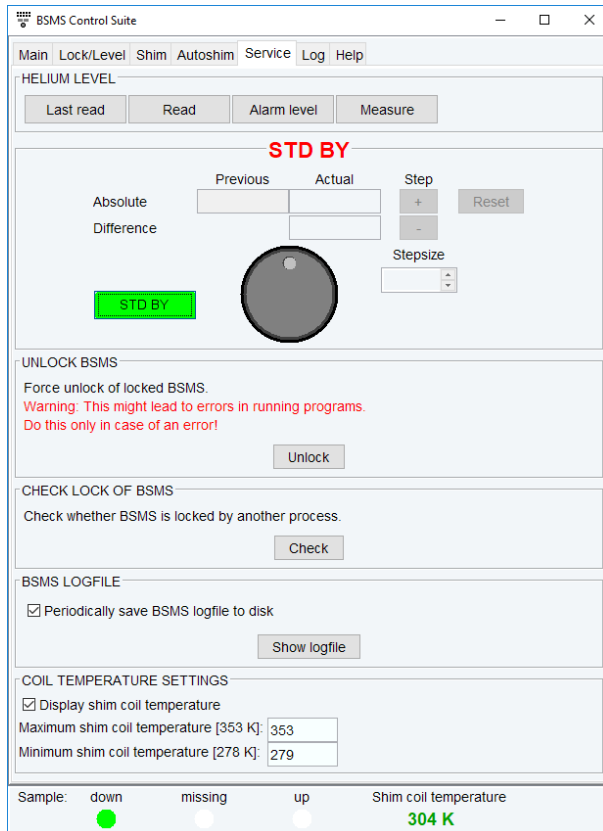 BSMS Control Suite
Main Lock/Level Shim Autoshim Service Log Help
HELIUM LEVEL
Last read Read Alarm level Measure
STD BY
Previous Actual Step
Absolute + Reset
Difference -
Stepsize
STD BY
UNLOCK BSMS
Force unlock of locked BSMS.
Warning: This might lead to errors in running programs.
Do this only in case of an error!
Unlock
CHECK LOCK OF BSMS
Check whether BSMS is locked by another process.
Check
BSMS LOGFILE
Periodically save BSMS logfile to disk
Show logfile
COIL TEMPERATURE SETTINGS
Display shim coil temperature
Maximum shim coil temperature [353 K]: 353
Minimum shim coil temperature [278 K]: 279
Sample: down missing up Shim coil temperature
304 K